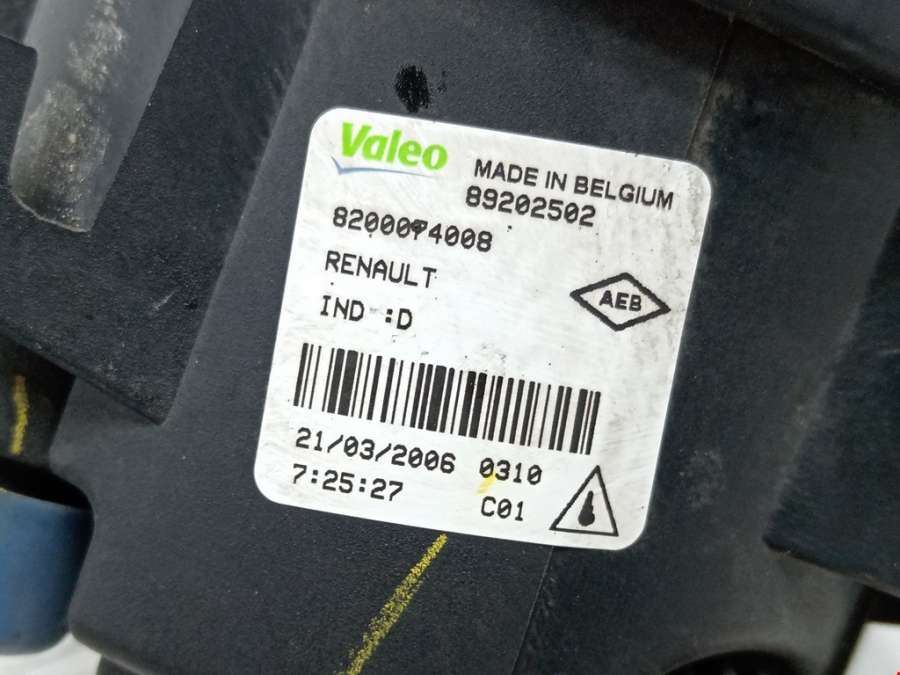 Valeo
MADE IN BELGIUM
89202502
8200074008
RENAULT
IND :D
AEB
21/03/2006 0310
7:25:27
C01